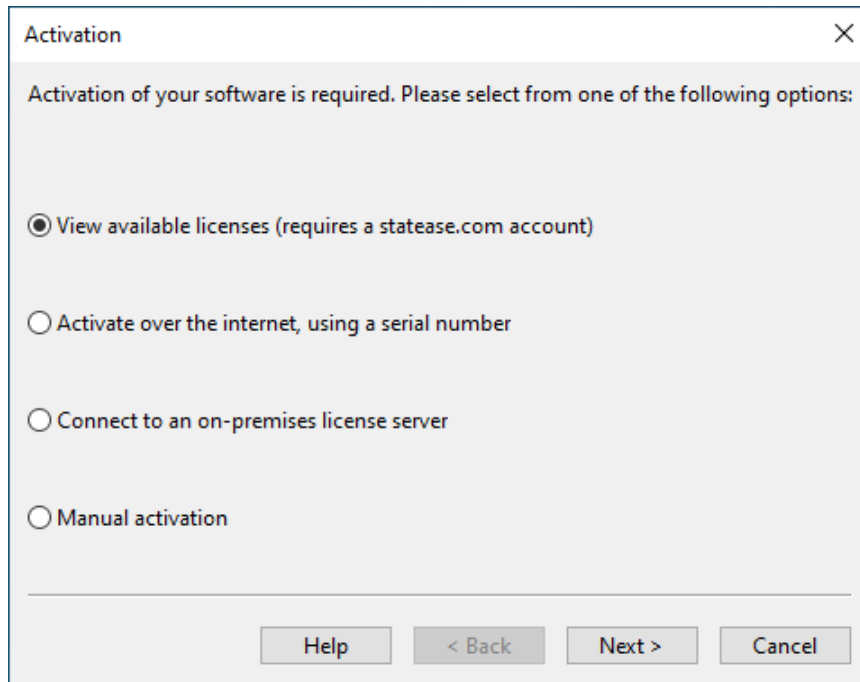 Activation
Activation of your software is required. Please select from one of the following options:
View available licenses (requires a statease.com account)
Activate over the internet, using a serial number
Connect to an on-premises license server
Manual activation
Help < Back Next > Cancel